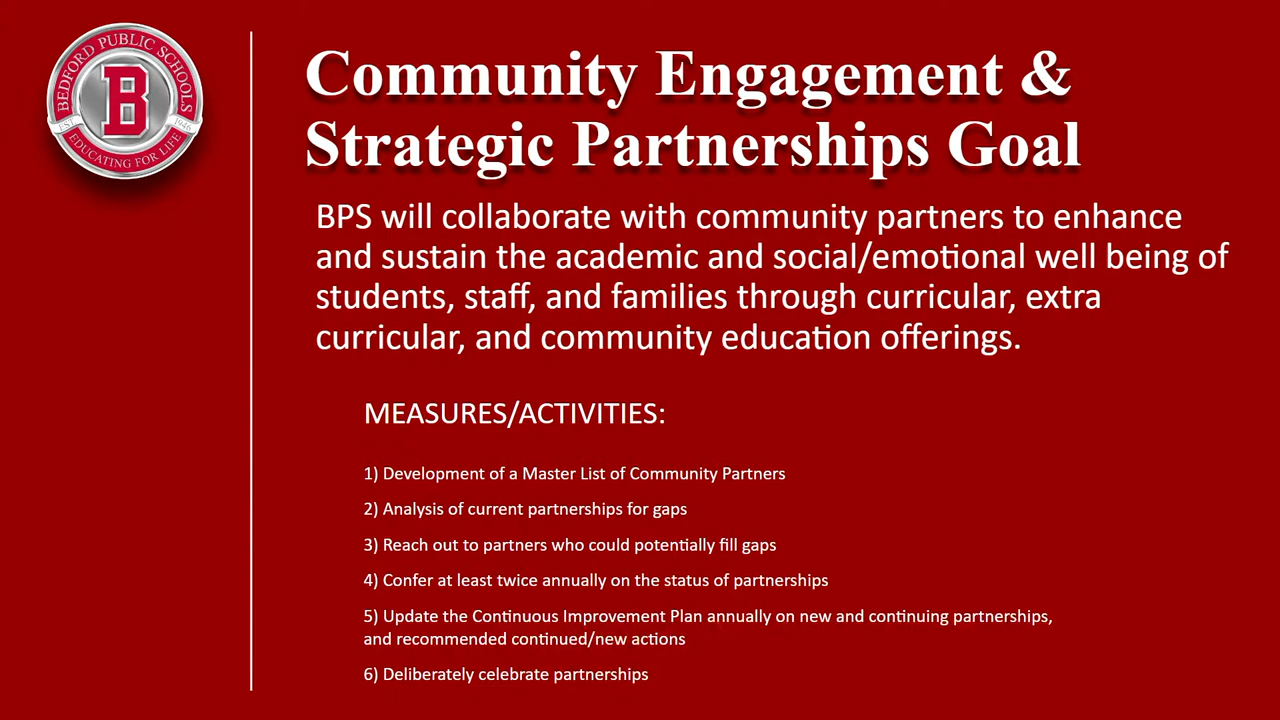 BEDFORD PUBLIC SCHOOLS
B
EST. 1946
EDUCATING FOR LIFE
Community Engagement &
Strategic Partnerships Goal
BPS will collaborate with community partners to enhance
and sustain the academic and social/emotional well being of
students, staff, and families through curricular, extra
curricular, and community education offerings.
MEASURES/ACTIVITIES:
1) Development of a Master List of Community Partners
2) Analysis of current partnerships for gaps
3) Reach out to partners who could potentially fill gaps
4) Confer at least twice annually on the status of partnerships
5) Update the Continuous Improvement Plan annually on new and continuing partnerships,
and recommended continued/new actions
6) Deliberately celebrate partnerships